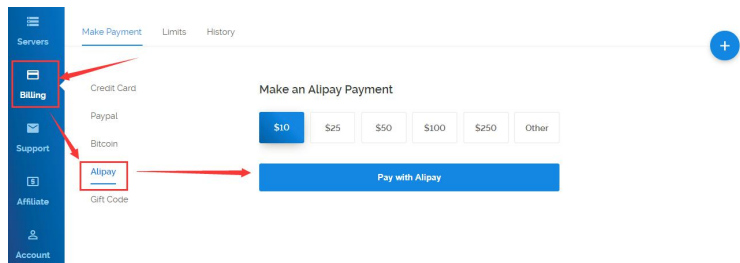 Servers
Billing
Support
Affiliate
Account
Make Payment Limits History
Credit Card
Paypal
Bitcoin
Alipay
Gift Code
Make an Alipay Payment
$10 $25 $50 $100 $250 Other
Pay with Alipay